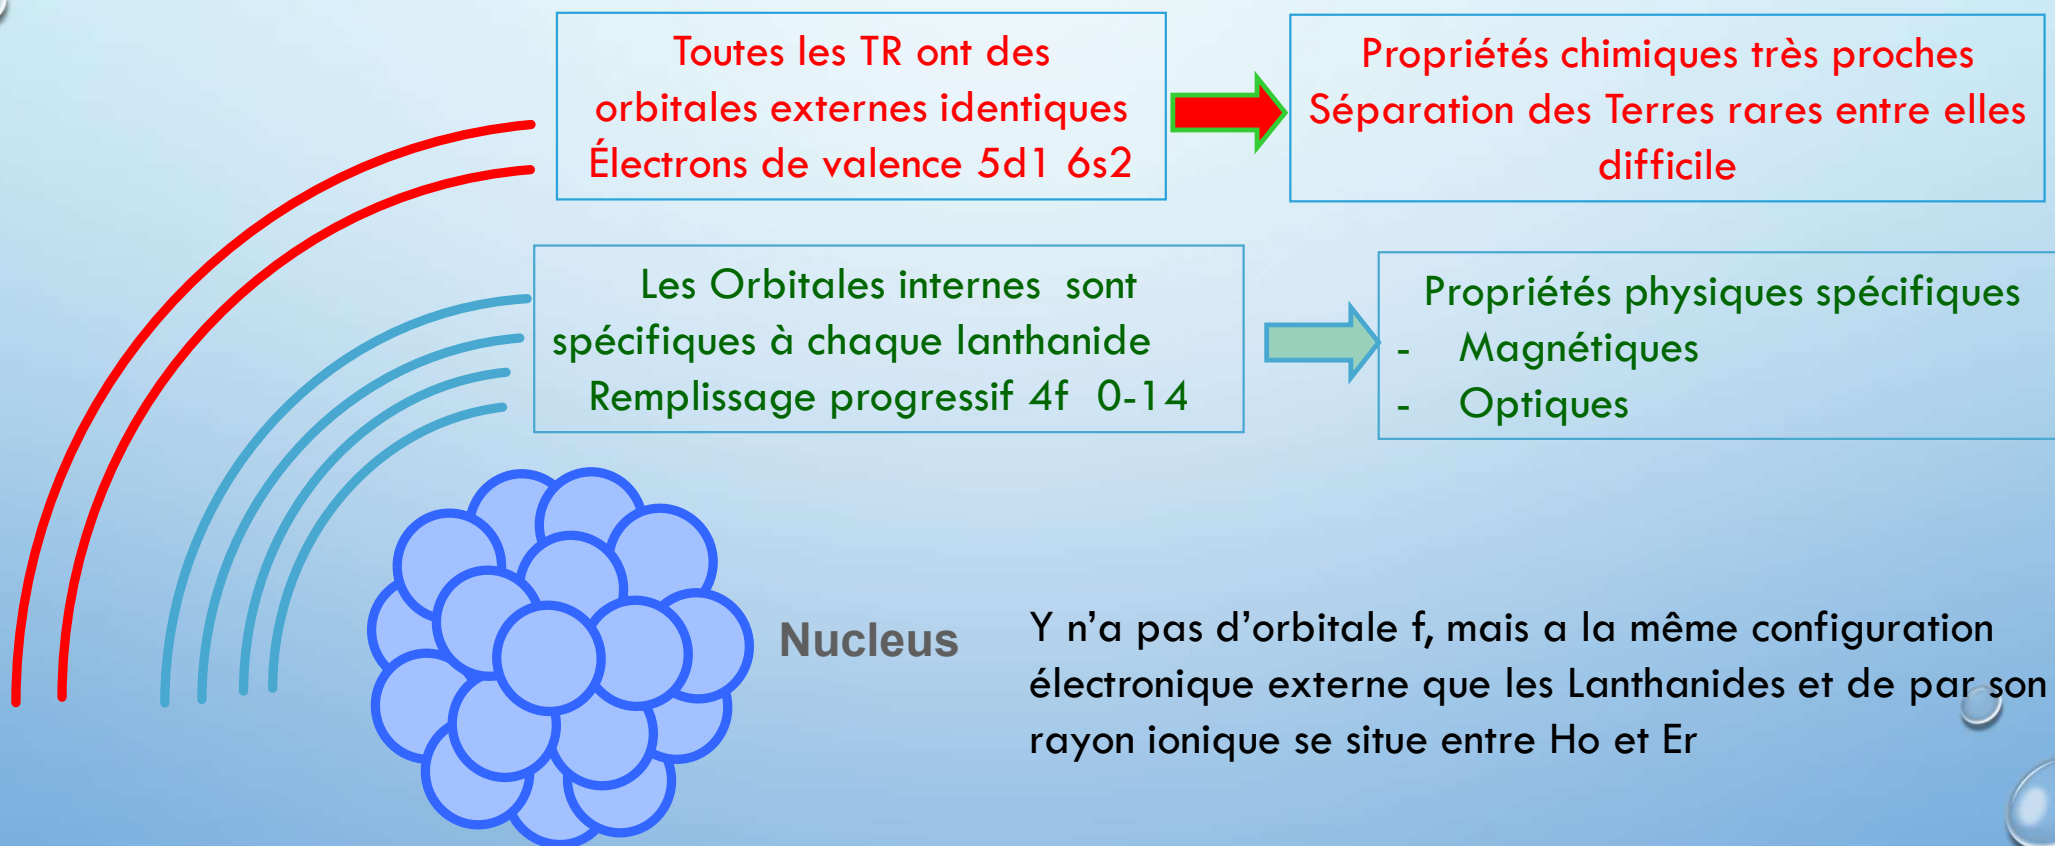 Toutes les TR ont des
orbitales externes identiques
Électrons de valence 5d1 6s2
Propriétés chimiques très proches
Séparation des Terres rares entre elles
difficile
Les Orbitales internes sont
spécifiques à chaque lanthanide
Remplissage progressif 4f 0-14
Propriétés physiques spécifiques
- Magnétiques
- Optiques
Nucleus
Y n’a pas d’orbitale f, mais a la même configuration
électronique externe que les Lanthanides et de par son
rayon ionique se situe entre Ho et Er